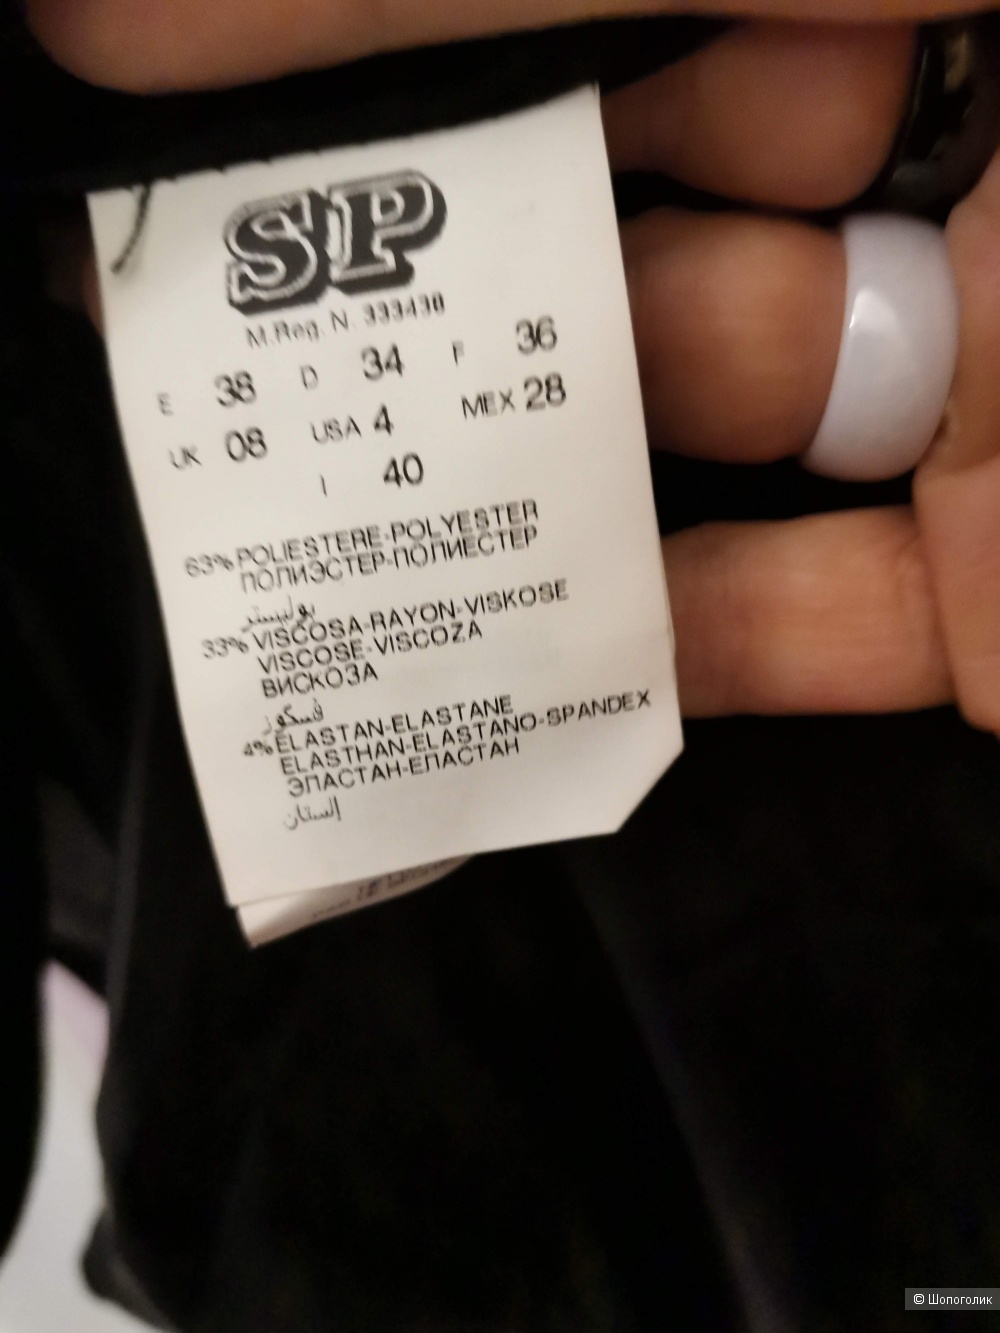 SP
M.Reg. N. 333430
E 38 D 34 F 36
UK 08 USA 4 MEX 28
I 40
63% POLIESTERE-POLYESTER
ПОЛИЭСТЕР-ПОЛИЕСТЕР
بوليستر
33% VISCOSA-RAYON-VISKOSE
VISCOSE-VISCOZA
ВИСКОЗА
فسكوز
4% ELASTAN-ELASTANE
ELASTHAN-ELASTANO-SPANDEX
ЭЛАСТАН-ЕЛАСТАН
إلستان
© Шопоголик